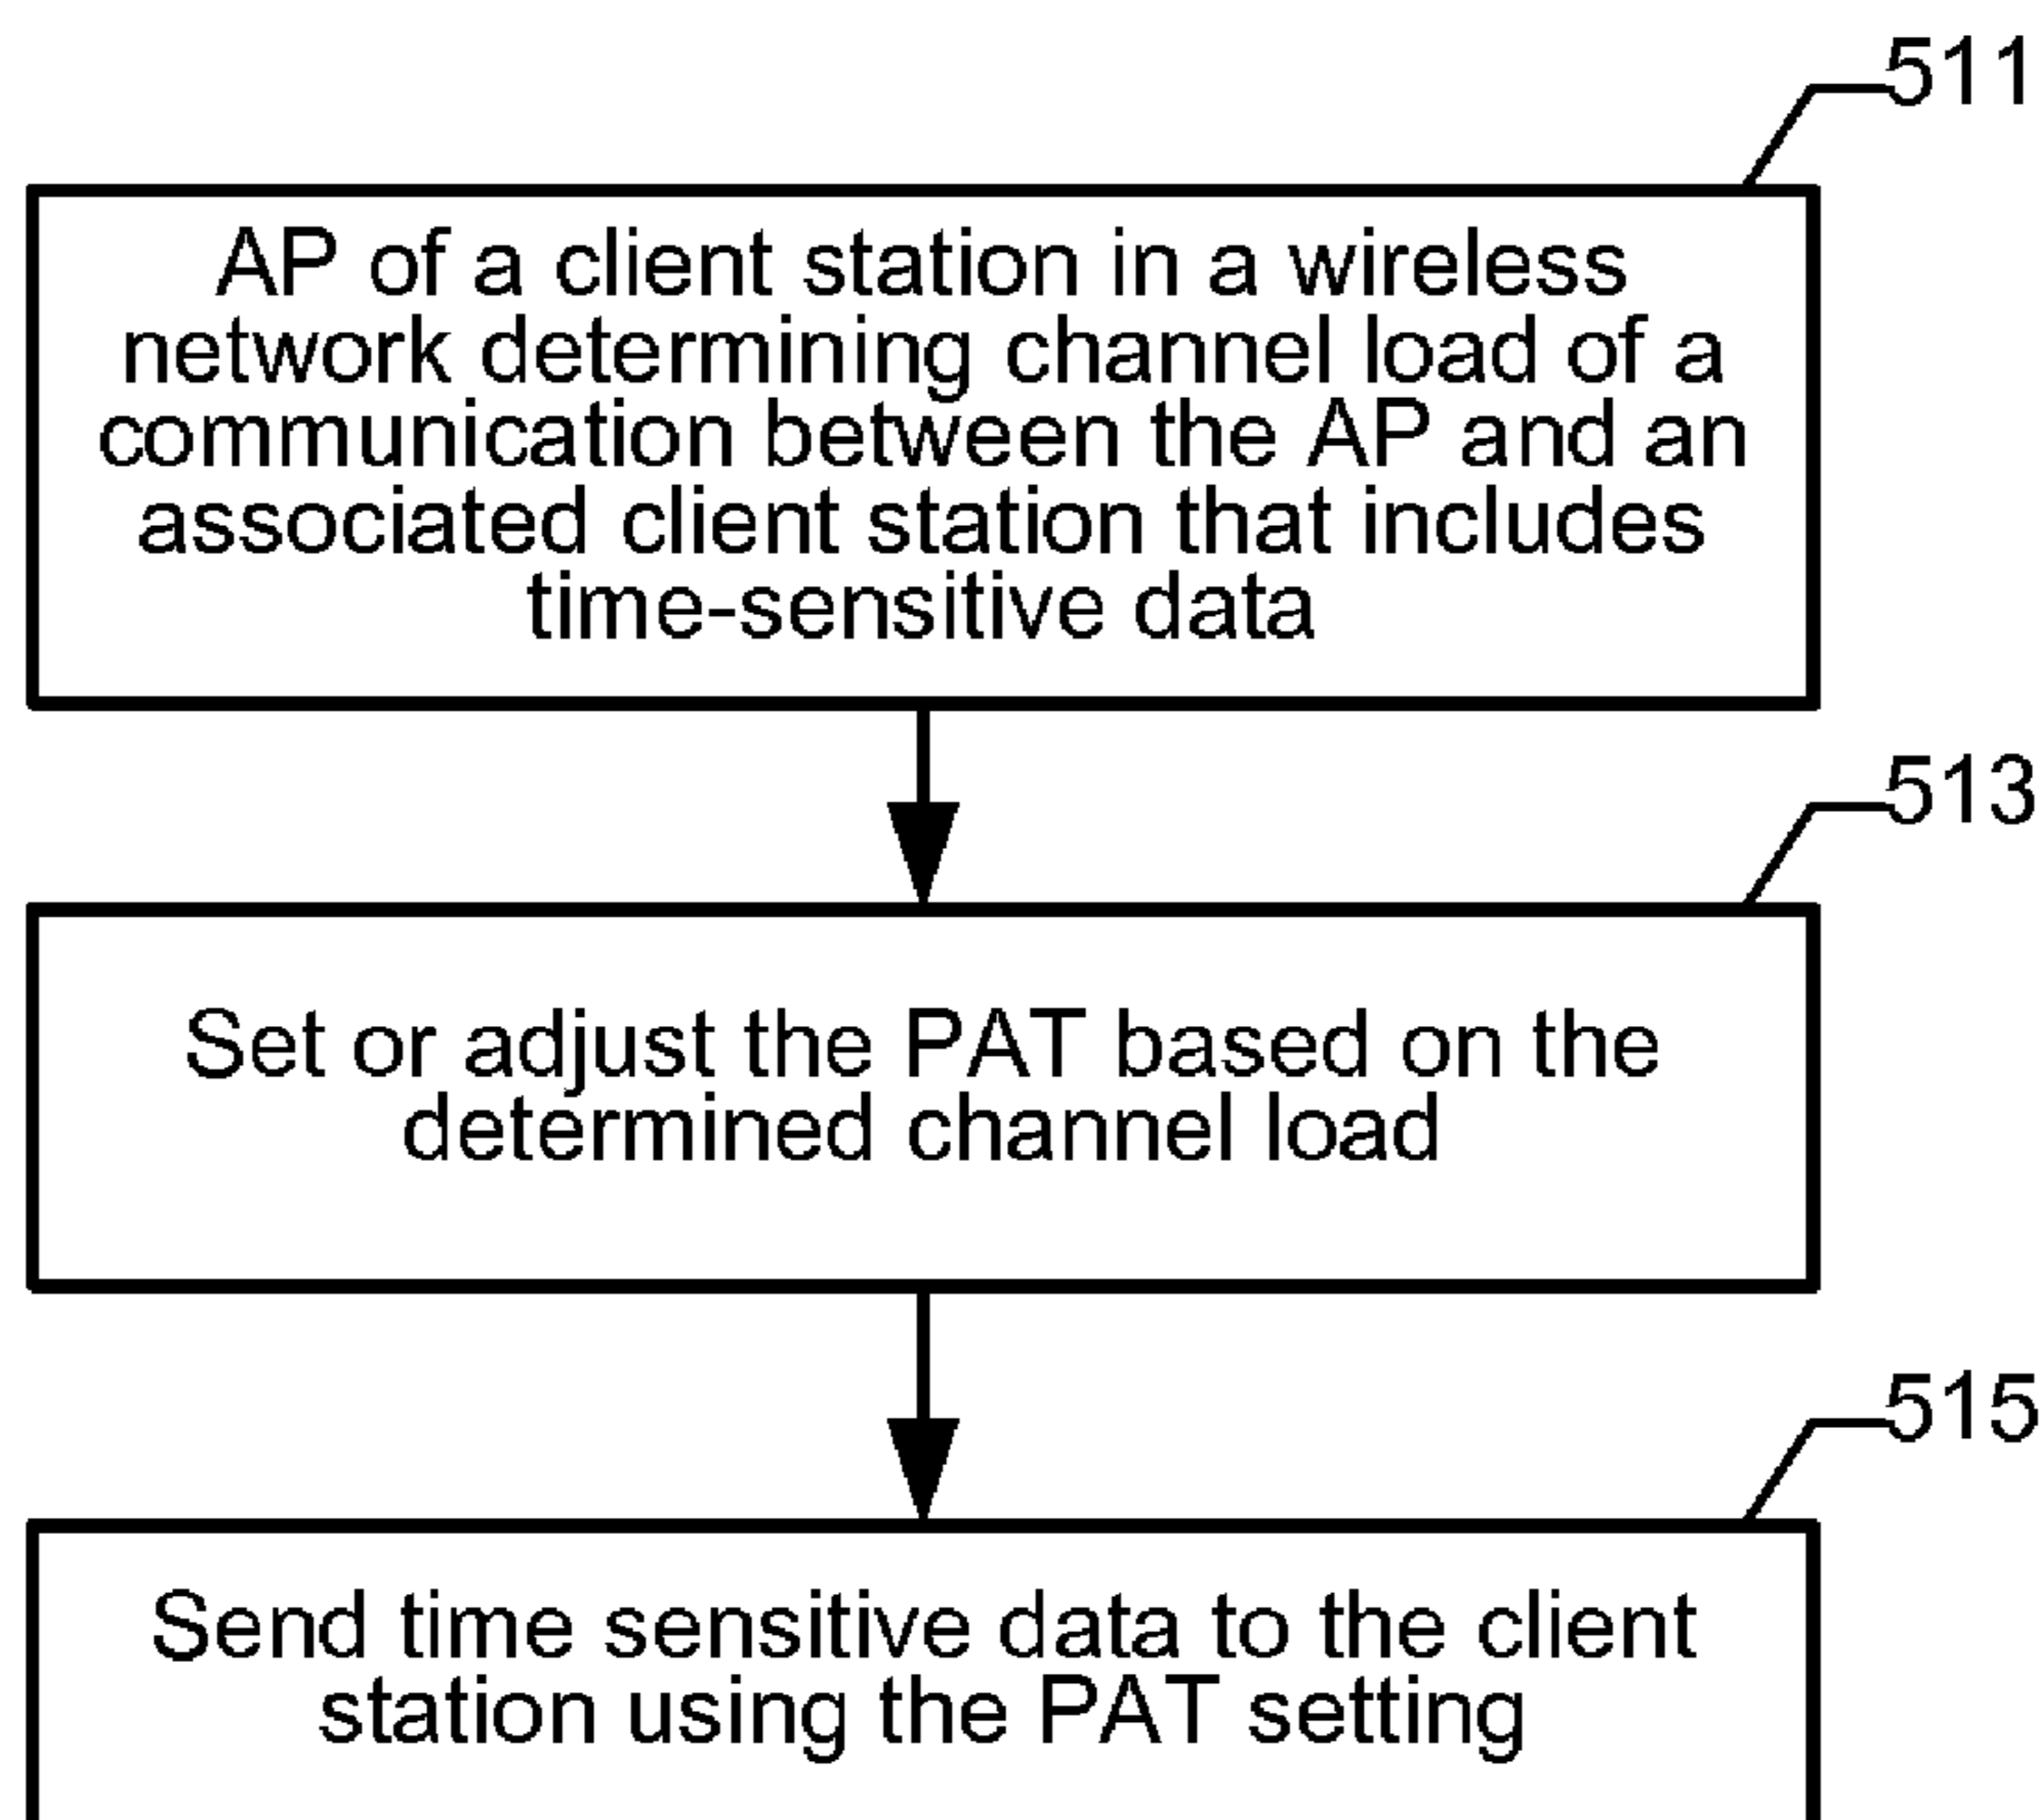 511
AP of a client station in a wireless
network determining channel load of a
communication between the AP and an
associated client station that includes
time-sensitive data
513
Set or adjust the PAT based on the
determined channel load
515
Send time sensitive data to the client
station using the PAT setting